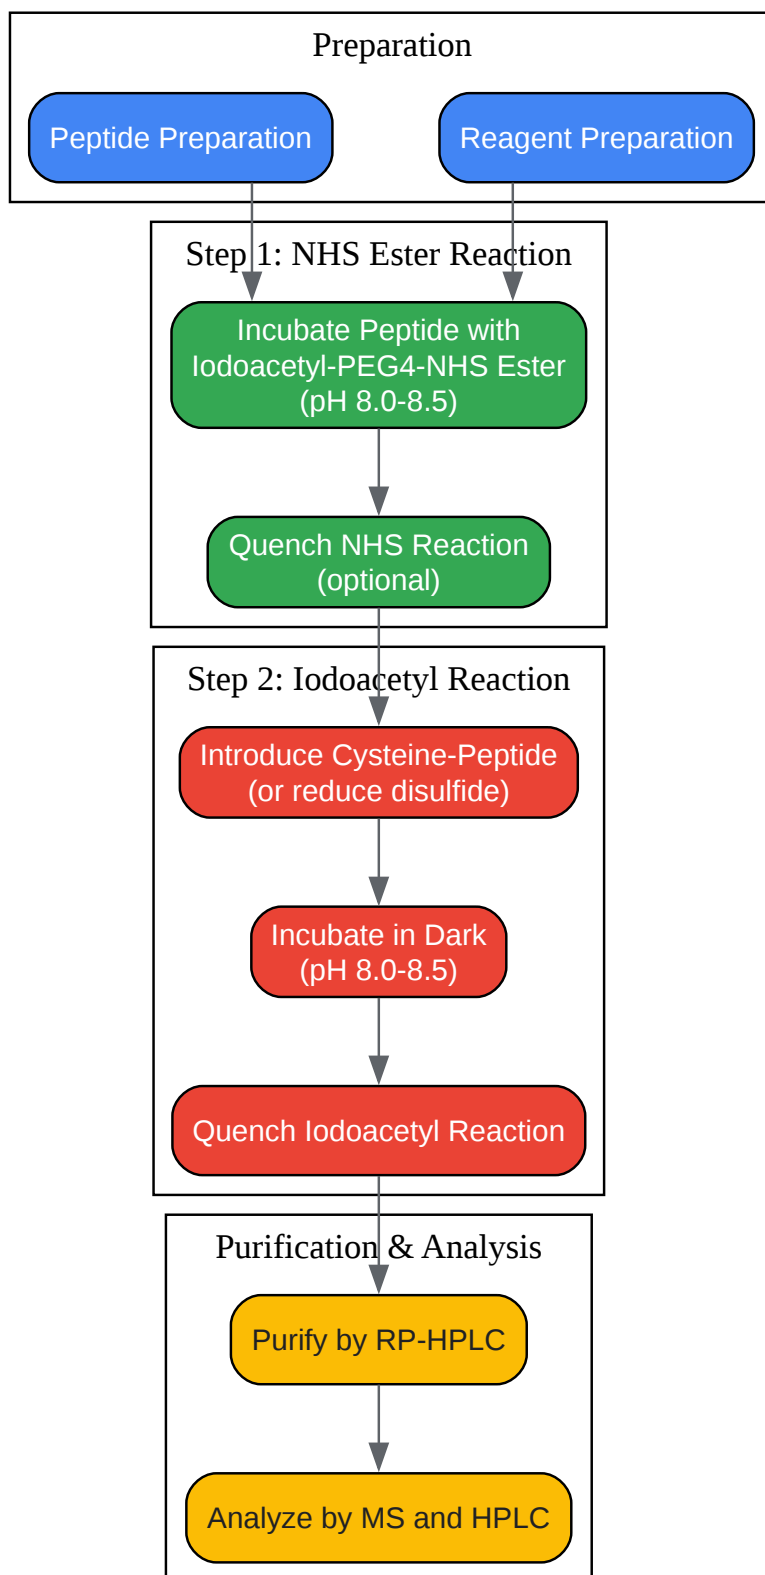 Preparation
Peptide Preparation
Reagent Preparation
Step 1: NHS Ester Reaction
Incubate Peptide with
Iodoacetyl-PEG4-NHS Ester
(pH 8.0-8.5)
Quench NHS Reaction
(optional)
Step 2: Iodoacetyl Reaction
Introduce Cysteine-Peptide
(or reduce disulfide)
Incubate in Dark
(pH 8.0-8.5)
Quench Iodoacetyl Reaction
Purification & Analysis
Purify by RP-HPLC
Analyze by MS and HPLC